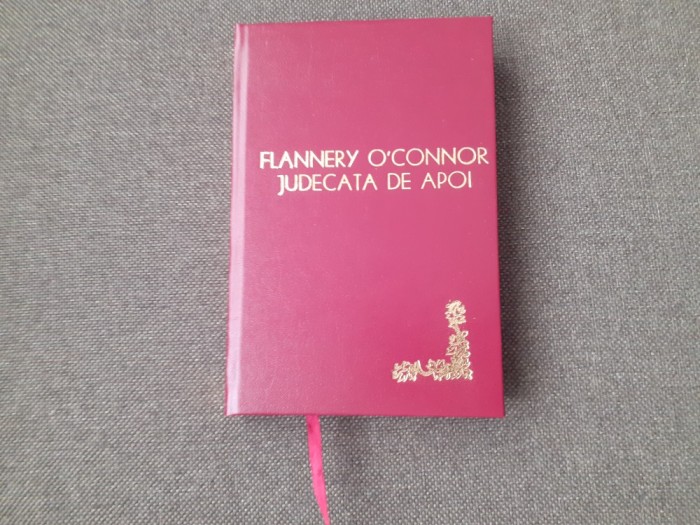 FLANNERY O'CONNOR
JUDECATA DE APOI